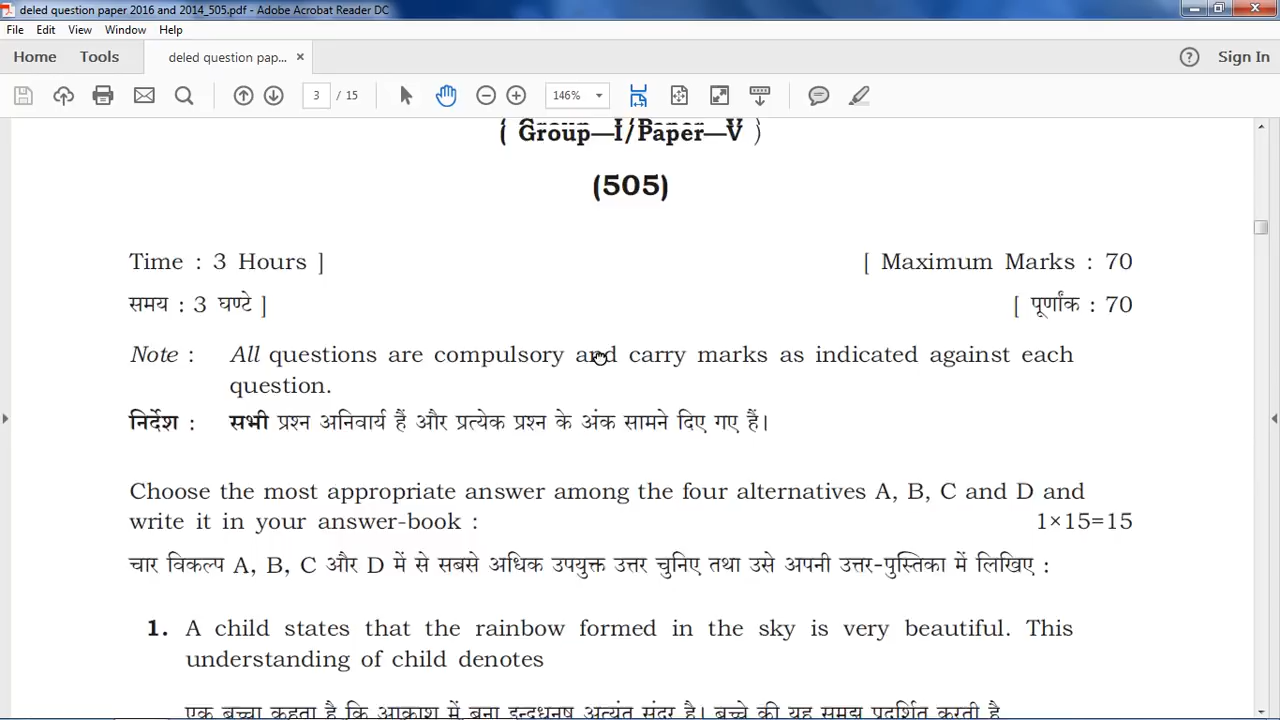 deled question paper 2016 and 2014_505.pdf - Adobe Acrobat Reader DC
File Edit View Window Help
Home Tools deled question pap... × ? Sign In
3 / 15 146%
( Group—I/Paper—V )
(505)
Time : 3 Hours ] [ Maximum Marks : 70
समय : 3 घण्टे ] [ पूर्णांक : 70
Note : All questions are compulsory and carry marks as indicated against each
question.
निर्देश : सभी प्रश्न अनिवार्य हैं और प्रत्येक प्रश्न के अंक सामने दिए गए हैं।
Choose the most appropriate answer among the four alternatives A, B, C and D and
write it in your answer-book : 1×15=15
चार विकल्प A, B, C और D में से सबसे अधिक उपयुक्त उत्तर चुनिए तथा उसे अपनी उत्तर-पुस्तिका में लिखिए :
1. A child states that the rainbow formed in the sky is very beautiful. This
understanding of child denotes
एक बच्चा कहता है कि आकाश में बना इन्द्रधनुष अत्यंत सुंदर है। बच्चे की यह समझ प्रदर्शित करती है